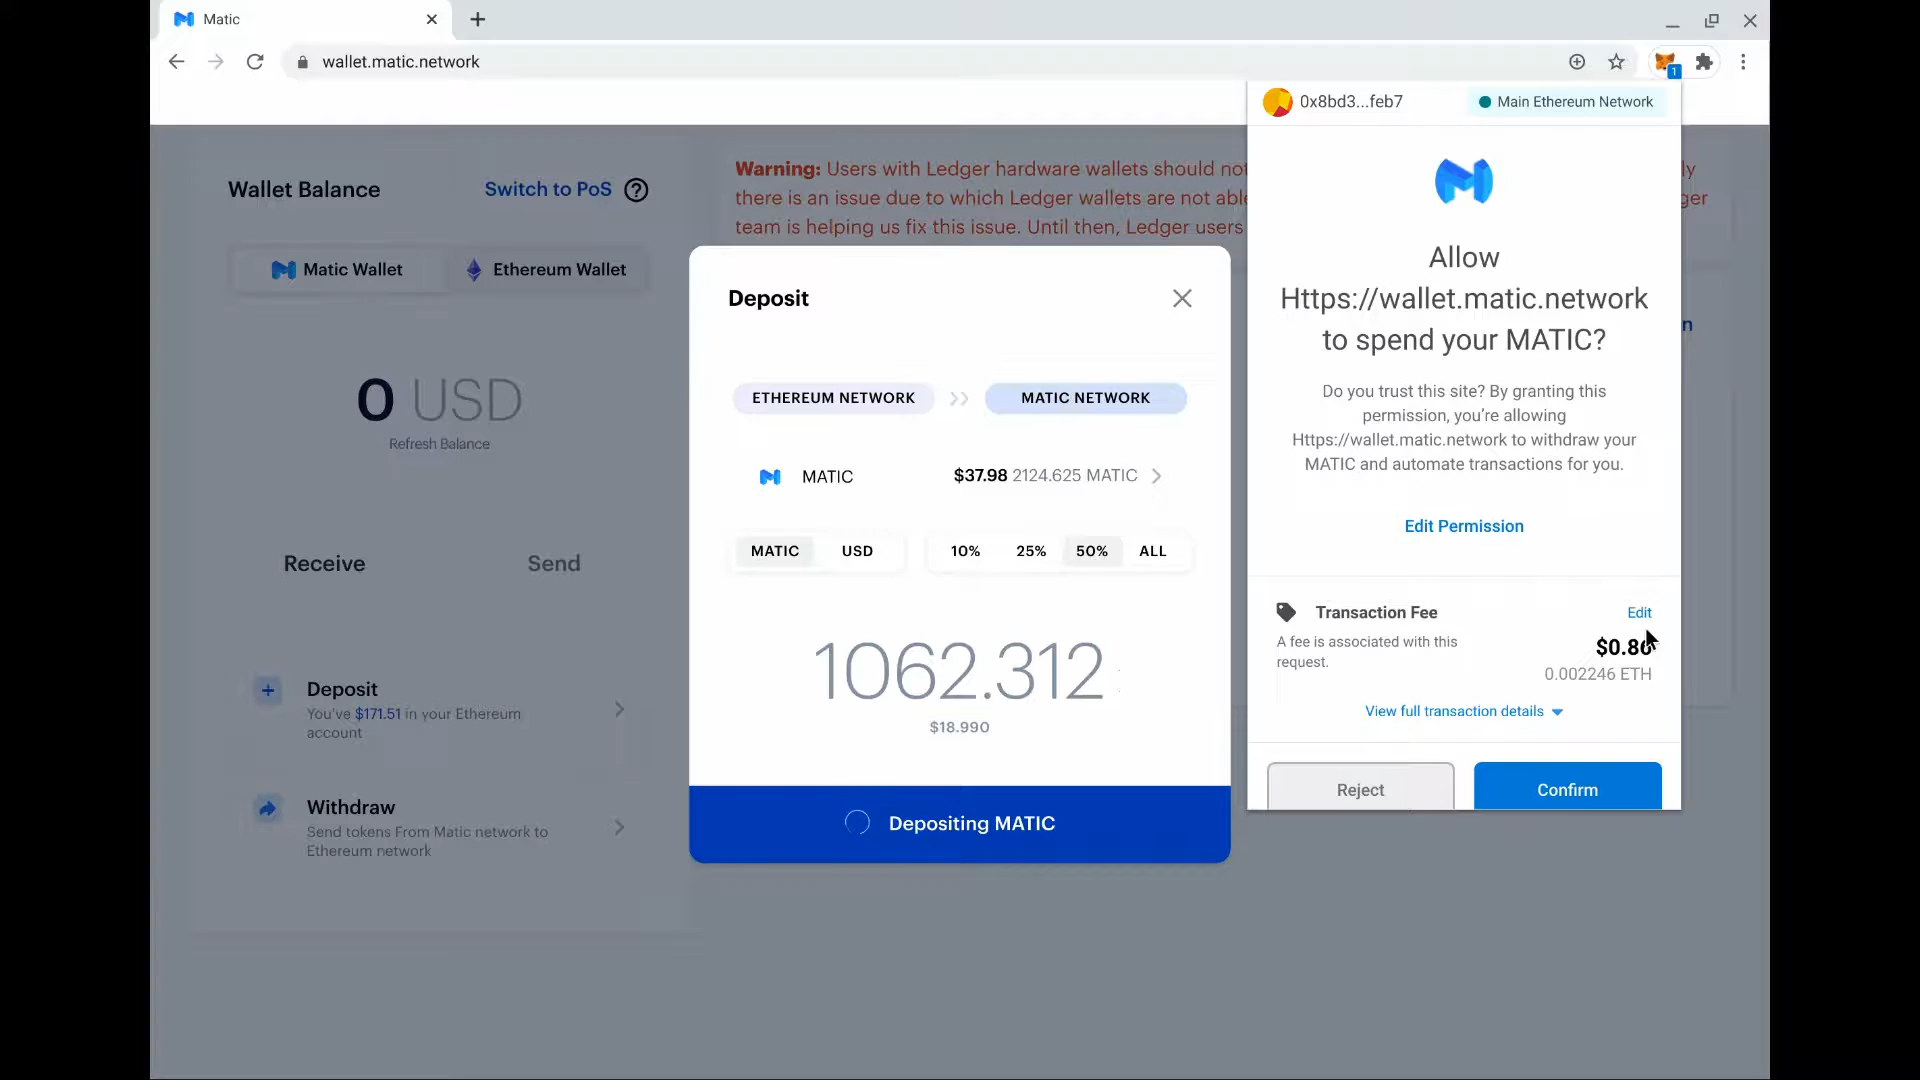 Matic
wallet.matic.network
1
0x8bd3...feb7
Main Ethereum Network
Wallet Balance
Switch to PoS
Matic Wallet
Ethereum Wallet
0 USD
Refresh Balance
Receive
Send
Deposit
You've $171.51 in your Ethereum
account
Withdraw
Send tokens From Matic network to
Ethereum network
Warning: Users with Ledger hardware wallets should not
there is an issue due to which Ledger wallets are not able
team is helping us fix this issue. Until then, Ledger users
Deposit
ETHEREUM NETWORK
MATIC NETWORK
MATIC
$37.98 2124.625 MATIC
MATIC
USD
10%
25%
50%
ALL
1062.312
$18.990
Depositing MATIC
Allow
Https://wallet.matic.network
to spend your MATIC?
Do you trust this site? By granting this
permission, you're allowing
Https://wallet.matic.network to withdraw your
MATIC and automate transactions for you.
Edit Permission
Transaction Fee
Edit
A fee is associated with this
request.
0.002246 ETH
View full transaction details
Reject
Confirm